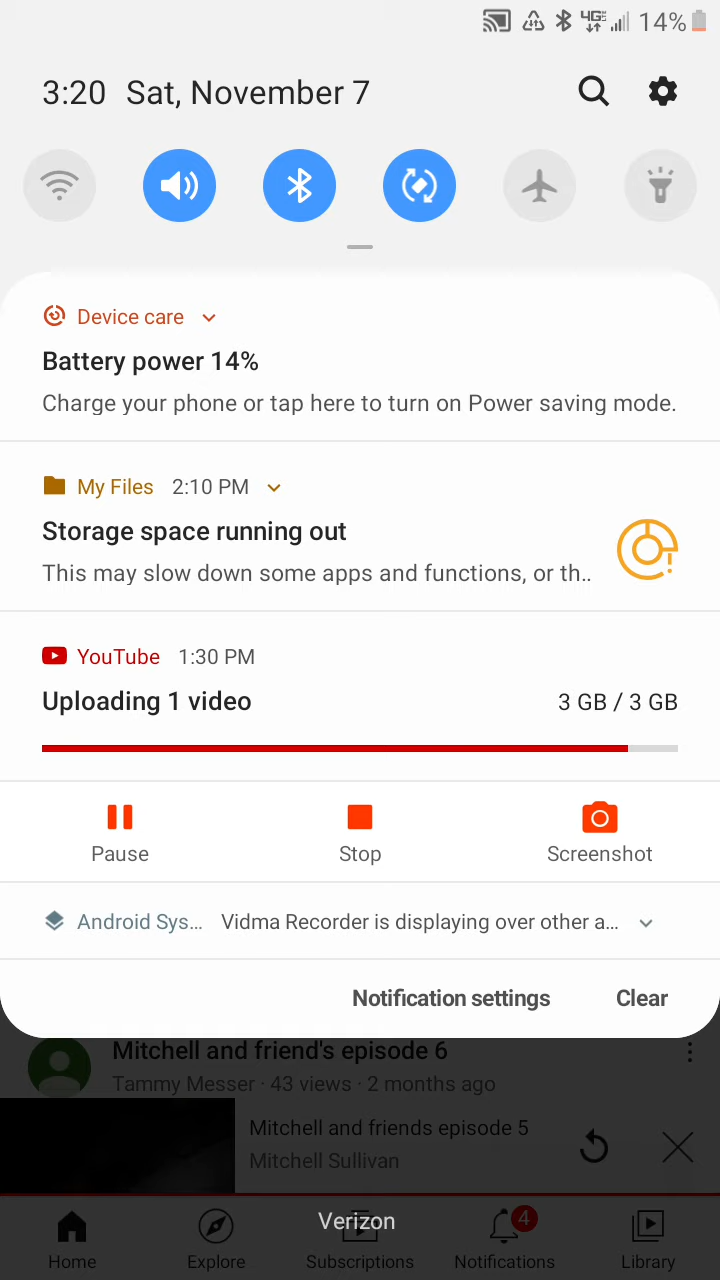 4GE 14%
3:20 Sat, November 7
Device care
Battery power 14%
Charge your phone or tap here to turn on Power saving mode.
My Files 2:10 PM
Storage space running out
This may slow down some apps and functions, or th..
YouTube 1:30 PM
Uploading 1 video 3 GB / 3 GB
Pause Stop Screenshot
Android Sys... Vidma Recorder is displaying over other a...
Notification settings Clear
Mitchell and friend's episode 6
Tammy Messer · 43 views · 2 months ago
Mitchell and friends episode 5
Mitchell Sullivan
4
Verizon
Home Explore Subscriptions Notifications Library